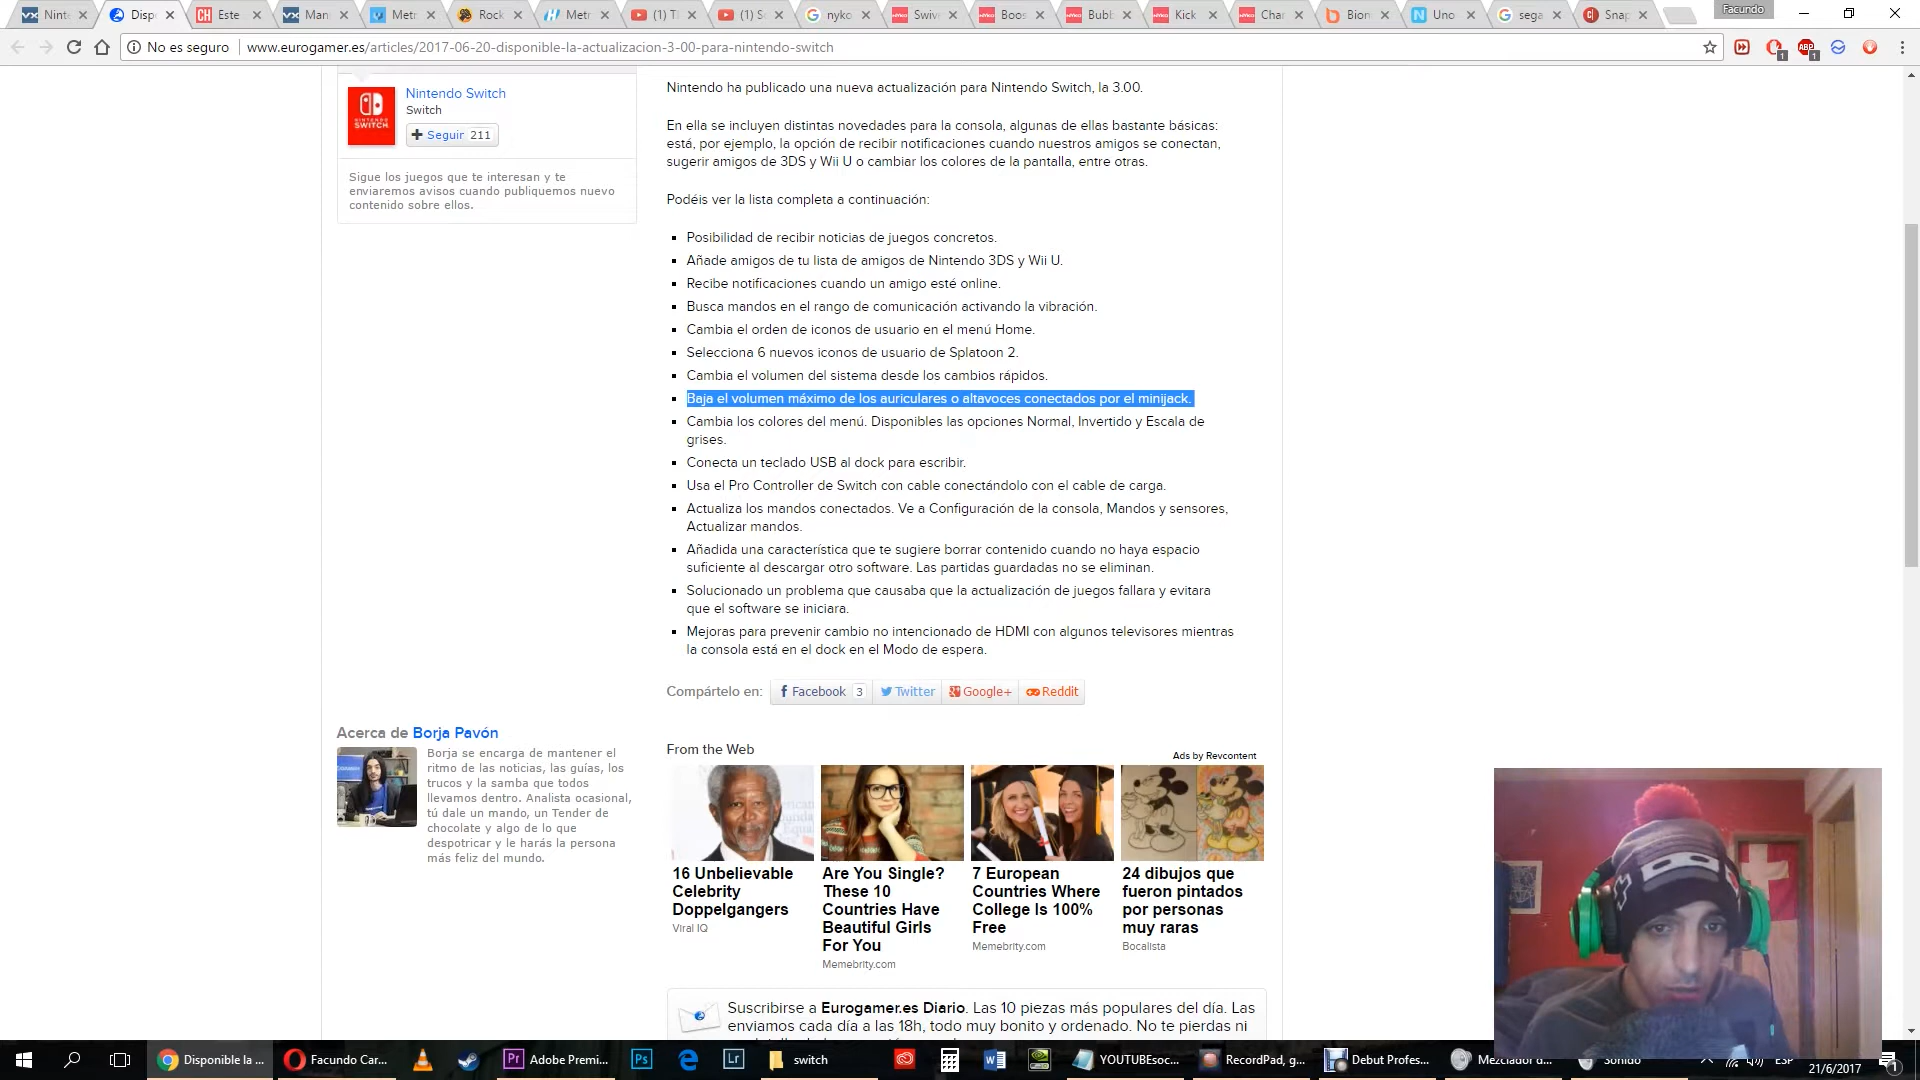 Nint
Disp
Este
Man
Metr
Rock
Metr
(1) T
(1) S
nyko
Swive
Boos
Bubb
Kick
Char
Bion
Uno
sega
Snap
Facundo
No es seguro
www.eurogamer.es/articles/2017-06-20-disponible-la-actualizacion-3-00-para-nintendo-switch
Nintendo Switch
Switch
Seguir 211
Sigue los juegos que te interesan y te
enviaremos avisos cuando publiquemos nuevo
contenido sobre ellos.
Nintendo ha publicado una nueva actualización para Nintendo Switch, la 3.00.
En ella se incluyen distintas novedades para la consola, algunas de ellas bastante básicas:
está, por ejemplo, la opción de recibir notificaciones cuando nuestros amigos se conectan,
sugerir amigos de 3DS y Wii U o cambiar los colores de la pantalla, entre otras.
Podéis ver la lista completa a continuación:
Posibilidad de recibir noticias de juegos concretos.
Añade amigos de tu lista de amigos de Nintendo 3DS y Wii U.
Recibe notificaciones cuando un amigo esté online.
Busca mandos en el rango de comunicación activando la vibración.
Cambia el orden de iconos de usuario en el menú Home.
Selecciona 6 nuevos iconos de usuario de Splatoon 2.
Cambia el volumen del sistema desde los cambios rápidos.
Baja el volumen máximo de los auriculares o altavoces conectados por el minijack.
Cambia los colores del menú. Disponibles las opciones Normal, Invertido y Escala de
grises.
Conecta un teclado USB al dock para escribir.
Usa el Pro Controller de Switch con cable conectándolo con el cable de carga.
Actualiza los mandos conectados. Ve a Configuración de la consola, Mandos y sensores,
Actualizar mandos.
Añadida una característica que te sugiere borrar contenido cuando no haya espacio
suficiente al descargar otro software. Las partidas guardadas no se eliminan.
Solucionado un problema que causaba que la actualización de juegos fallara y evitara
que el software se iniciara.
Mejoras para prevenir cambio no intencionado de HDMI con algunos televisores mientras
la consola está en el dock en el Modo de espera.
Compártelo en: Facebook 3 Twitter Google+ Reddit
Acerca de Borja Pavón
Borja se encarga de mantener el
ritmo de las noticias, las guías, los
trucos y la samba que todos
llevamos dentro. Analista ocasional,
tú dale un mando, un Tender de
chocolate y algo de lo que
despotricar y le harás la persona
más feliz del mundo.
From the Web
Ads by Revcontent
16 Unbelievable
Celebrity
Doppelgangers
Viral IQ
Are You Single?
These 10
Countries Have
Beautiful Girls
For You
Memebrity.com
7 European
Countries Where
College Is 100%
Free
Memebrity.com
24 dibujos que
fueron pintados
por personas
muy raras
Bocalista
Suscribirse a Eurogamer.es Diario. Las 10 piezas más populares del día. Las
enviamos cada día a las 18h, todo muy bonito y ordenado. No te pierdas ni
Disponible la ...
Facundo Car...
Adobe Premi...
switch
YOUTUBEsoc...
RecordPad, g...
Debut Profes...
Mezclador d...
Sonido
ESP
21/6/2017